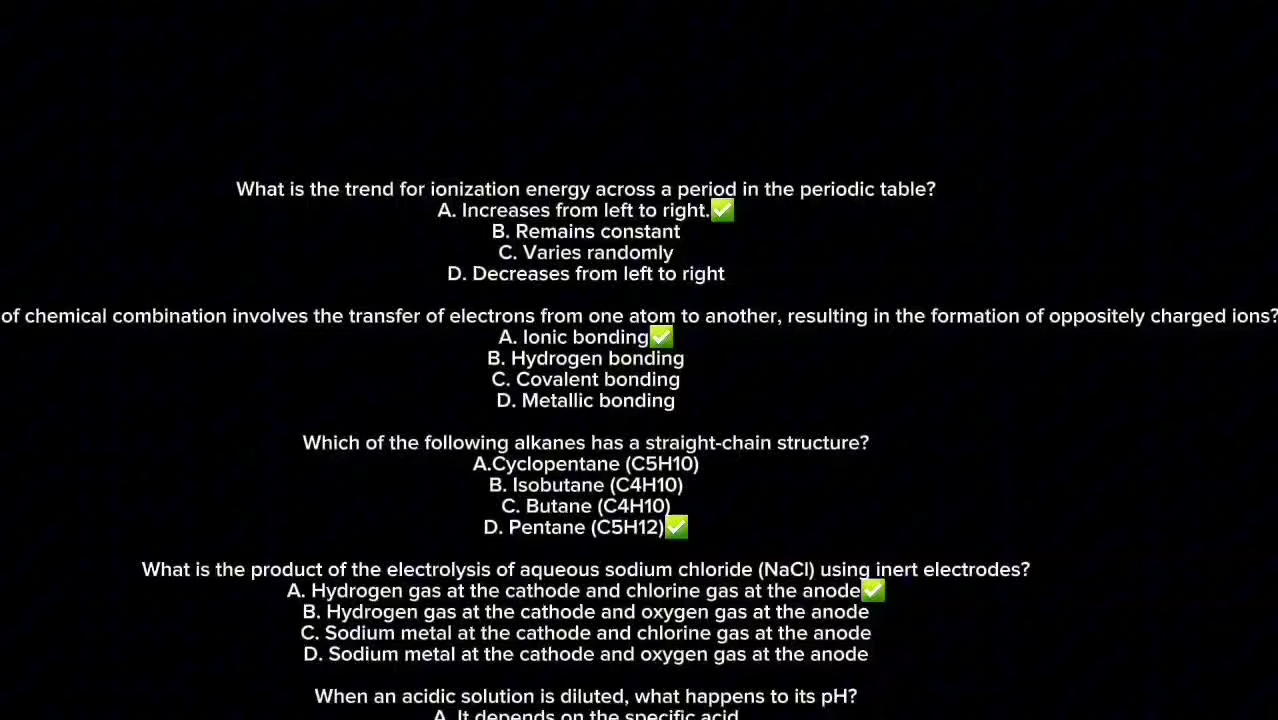 What is the trend for ionization energy across a period in the periodic table?
A. Increases from left to right.✅
B. Remains constant
C. Varies randomly
D. Decreases from left to right
of chemical combination involves the transfer of electrons from one atom to another, resulting in the formation of oppositely charged ions?
A. Ionic bonding✅
B. Hydrogen bonding
C. Covalent bonding
D. Metallic bonding
Which of the following alkanes has a straight-chain structure?
A.Cyclopentane (C5H10)
B. Isobutane (C4H10)
C. Butane (C4H10)
D. Pentane (C5H12)✅
What is the product of the electrolysis of aqueous sodium chloride (NaCl) using inert electrodes?
A. Hydrogen gas at the cathode and chlorine gas at the anode✅
B. Hydrogen gas at the cathode and oxygen gas at the anode
C. Sodium metal at the cathode and chlorine gas at the anode
D. Sodium metal at the cathode and oxygen gas at the anode
When an acidic solution is diluted, what happens to its pH?
A. It depends on the specific acid